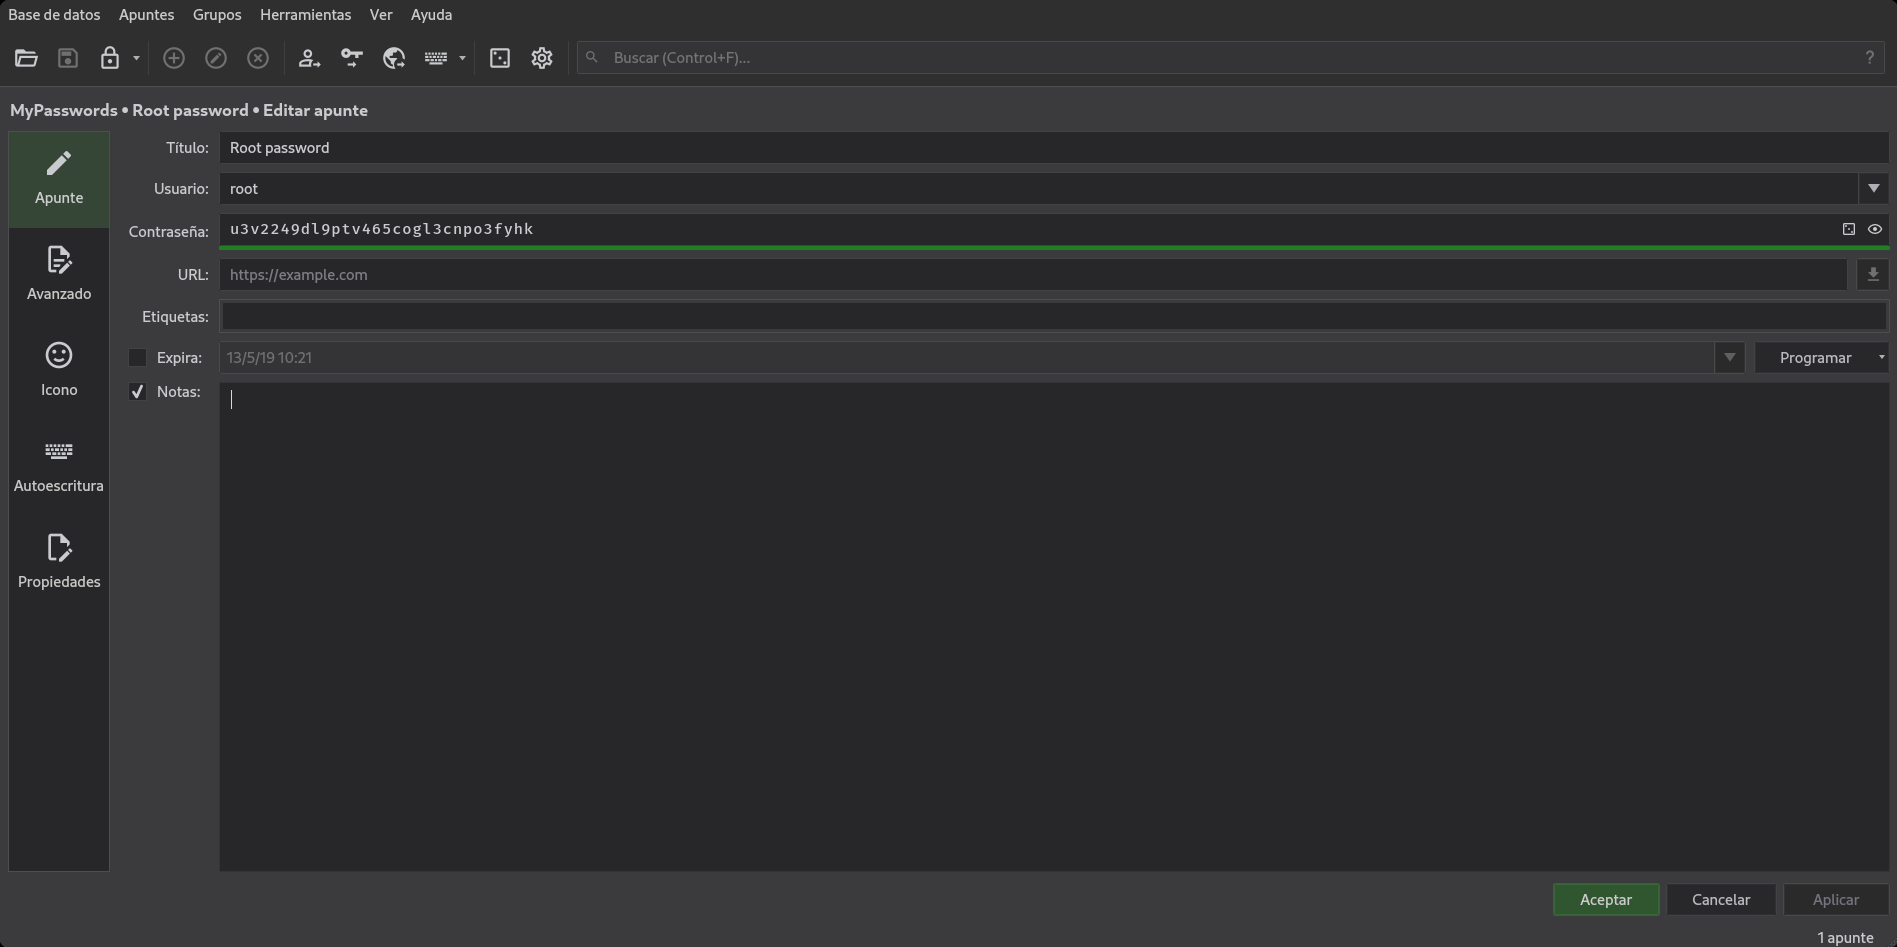 Base de datos Apuntes Grupos Herramientas Ver Ayuda
Buscar (Control+F)... ?
MyPasswords • Root password • Editar apunte
Apunte
Avanzado
Icono
Autoescritura
Propiedades
Título: Root password
Usuario: root
Contraseña: u3v2249dl9ptv465cogl3cnpo3fyhk
URL: https://example.com
Etiquetas:
Expira: 13/5/19 10:21 Programar
Notas:
Aceptar Cancelar Aplicar
1 apunte